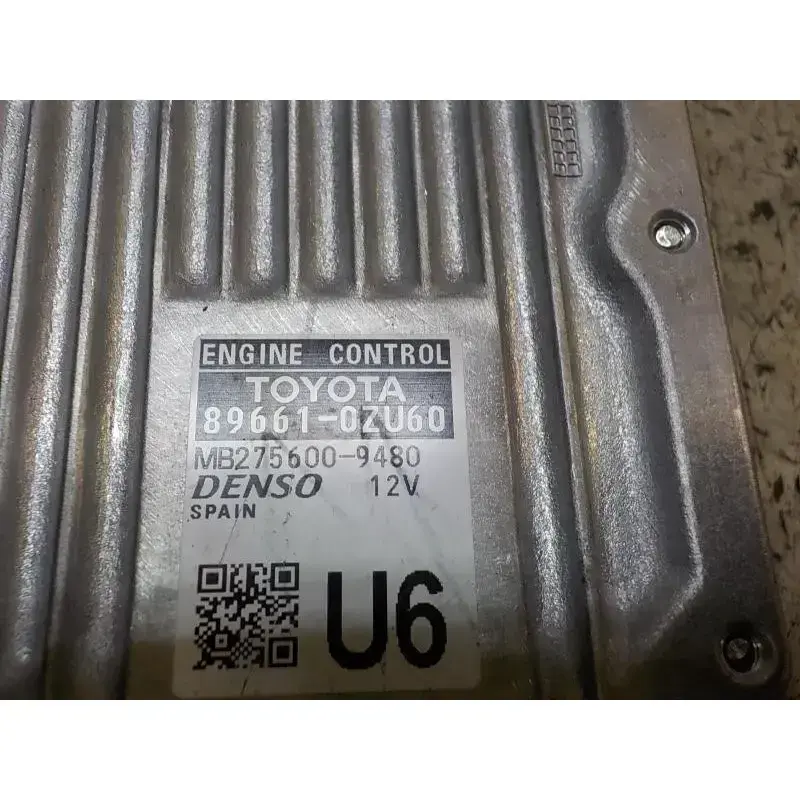 ENGINE CONTROL
TOYOTA
89661-0ZU60
MB275600-9480
DENSO 12V
SPAIN
U6